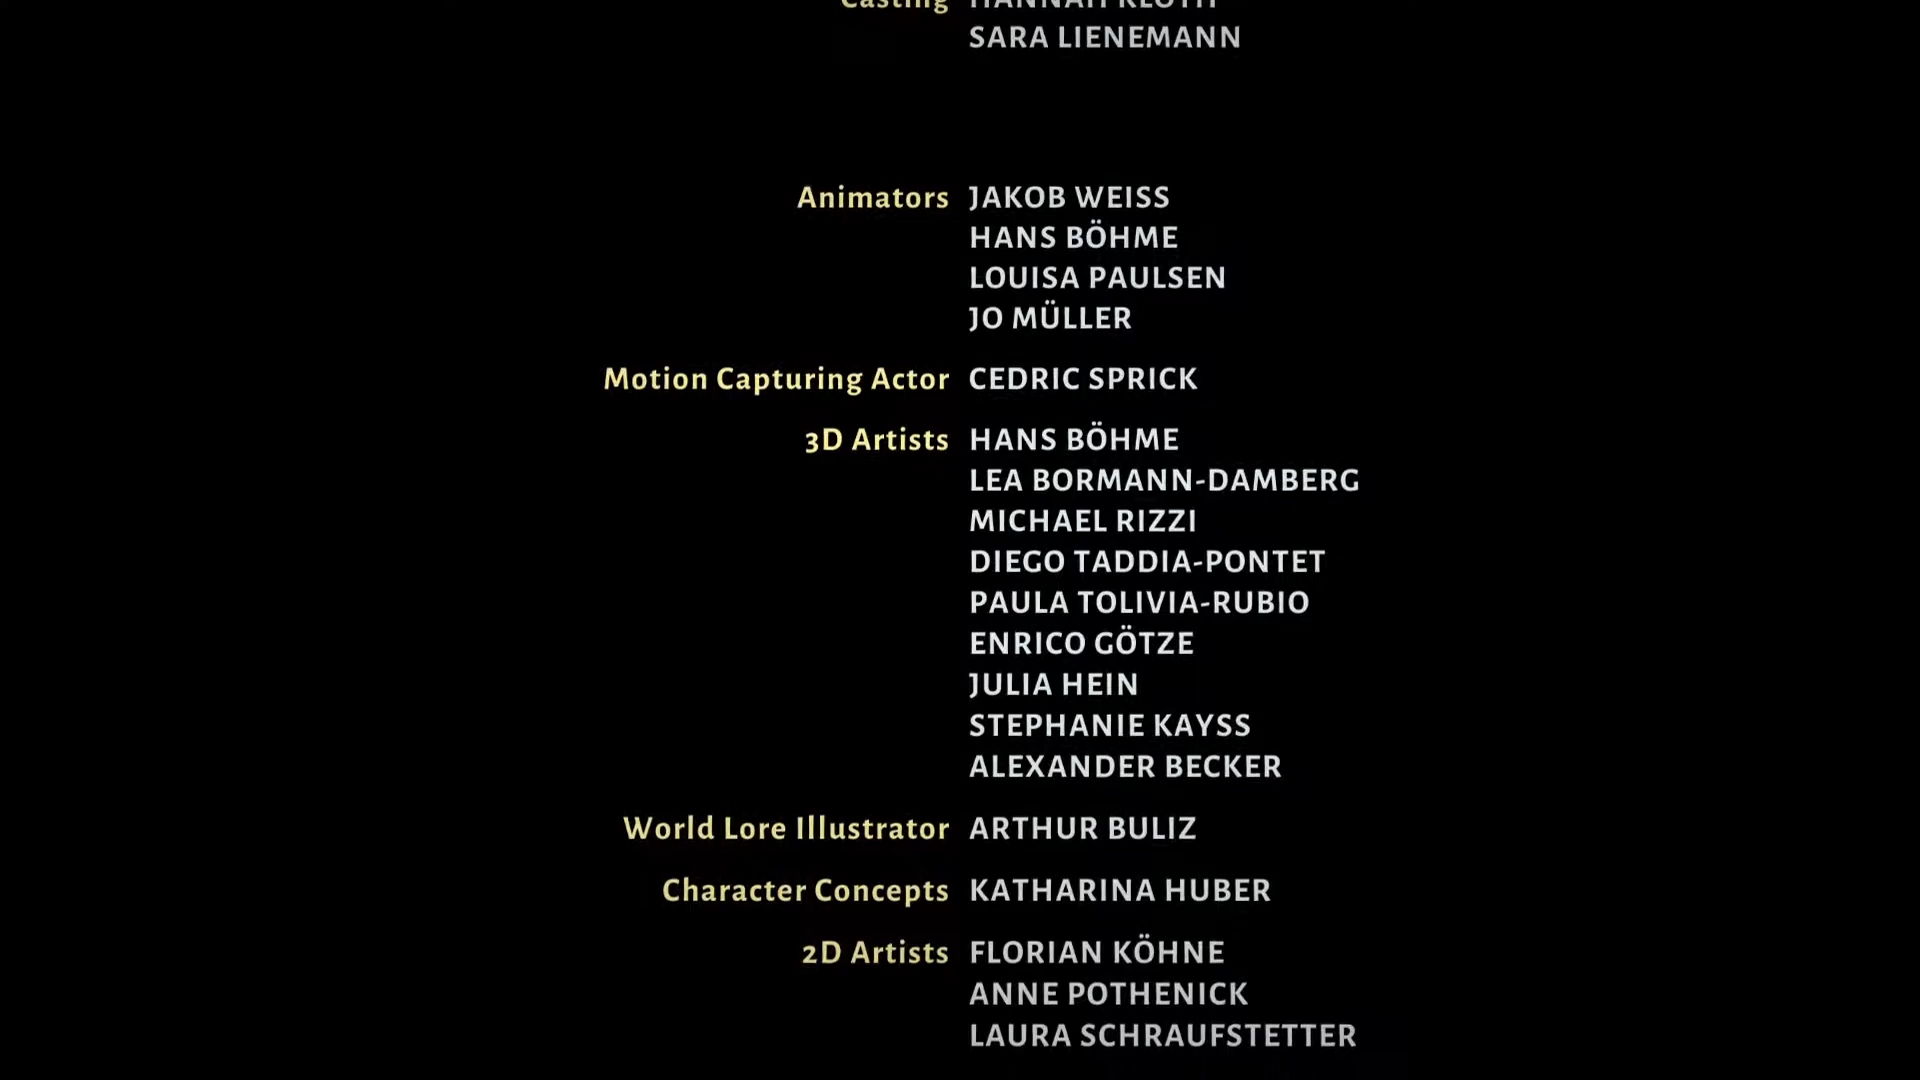 Casting HANNAH KLOTH
SARA LIENEMANN
Animators JAKOB WEISS
HANS BÖHME
LOUISA PAULSEN
JO MÜLLER
Motion Capturing Actor CEDRIC SPRICK
3D Artists HANS BÖHME
LEA BORMANN-DAMBERG
MICHAEL RIZZI
DIEGO TADDIA-PONTET
PAULA TOLIVIA-RUBIO
ENRICO GÖTZE
JULIA HEIN
STEPHANIE KAYSS
ALEXANDER BECKER
World Lore Illustrator ARTHUR BULIZ
Character Concepts KATHARINA HUBER
2D Artists FLORIAN KÖHNE
ANNE POTHENICK
LAURA SCHRAUFSTETTER